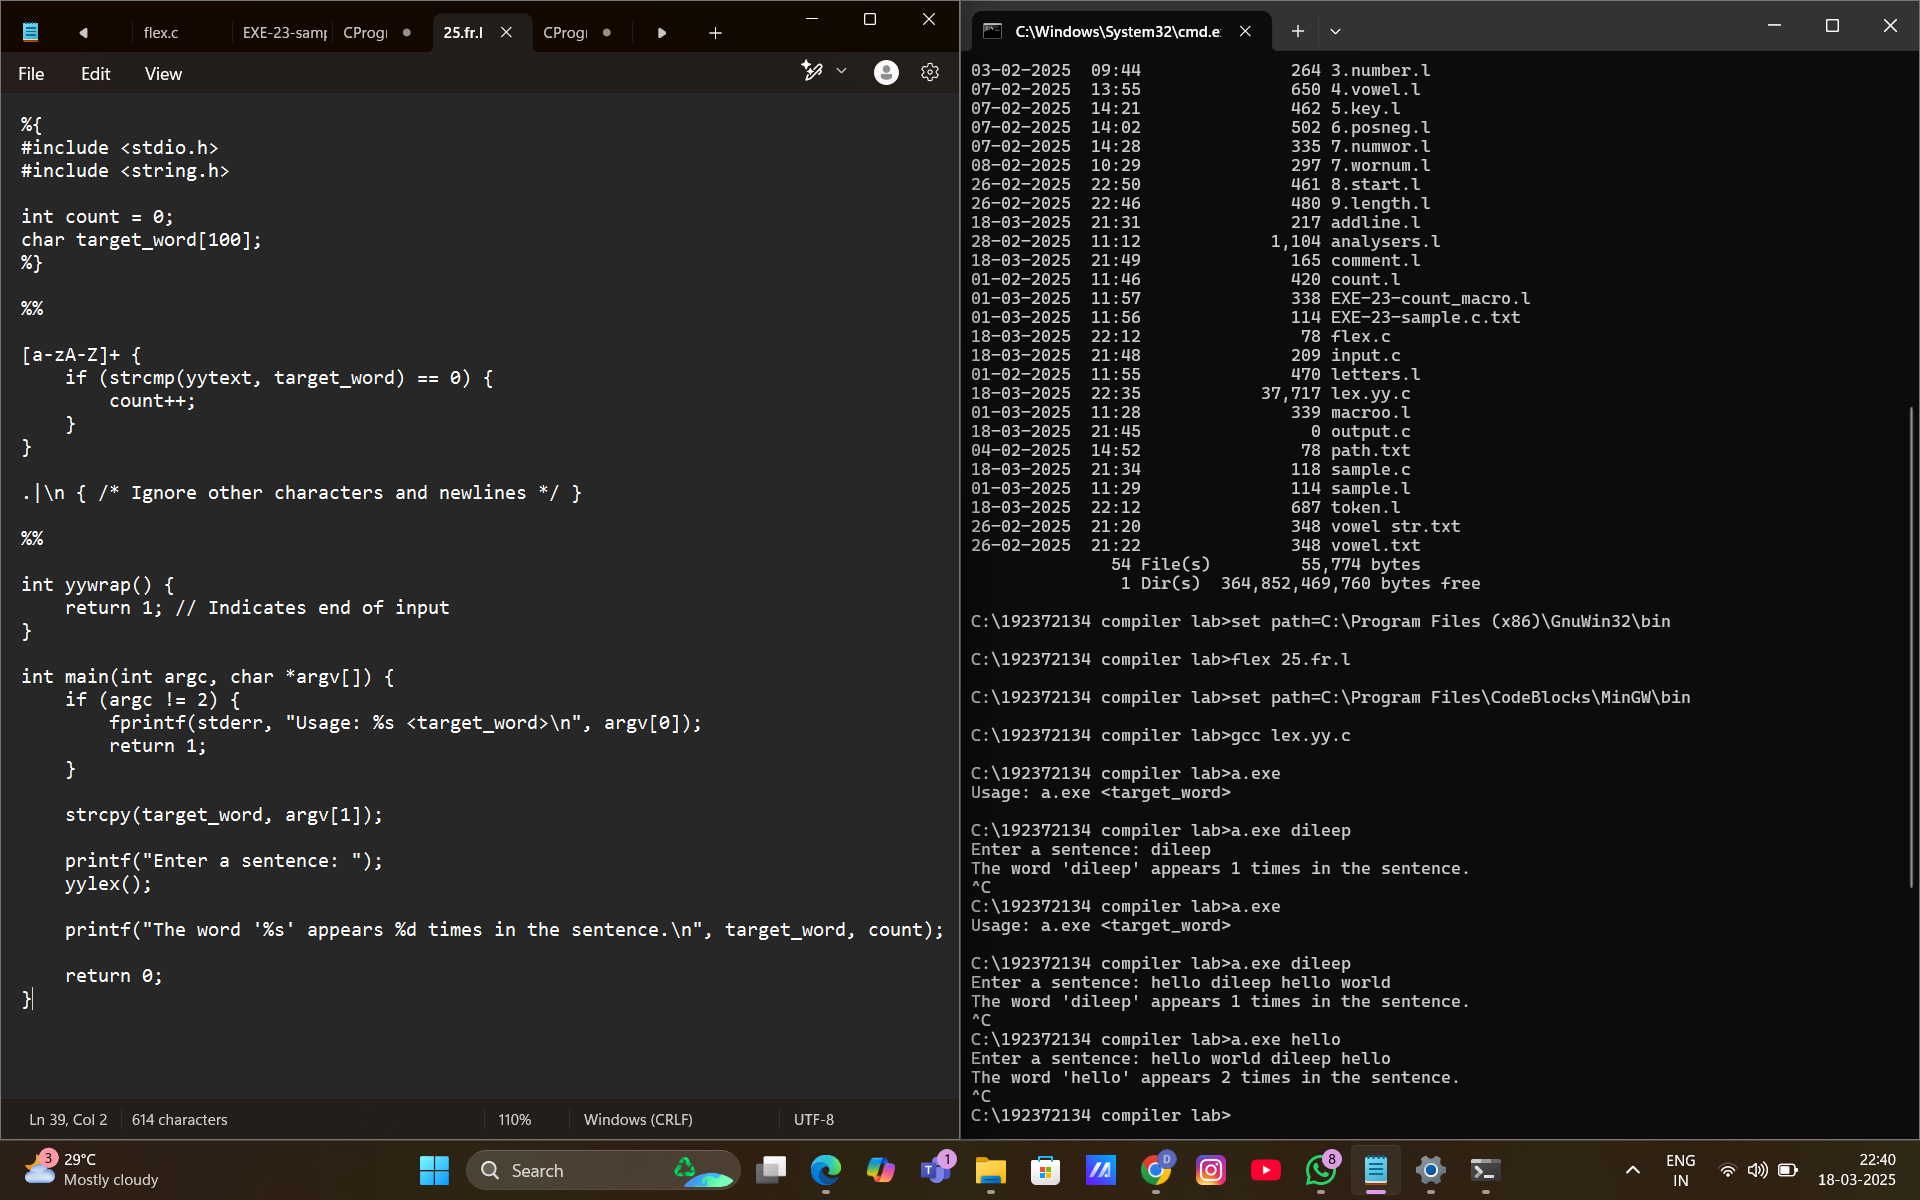 flex.c
EXE-23-samp
CProgr
25.fr.l
CProgr
File
Edit
View
%{
#include <stdio.h>
#include <string.h>
int count = 0;
char target_word[100];
%}
%%
[a-zA-Z]+ {
if (strcmp(yytext, target_word) == 0) {
count++;
}
}
.|\n { /* Ignore other characters and newlines */ }
%%
int yywrap() {
return 1; // Indicates end of input
}
int main(int argc, char *argv[]) {
if (argc != 2) {
fprintf(stderr, "Usage: %s <target_word>\n", argv[0]);
return 1;
}
strcpy(target_word, argv[1]);
printf("Enter a sentence: ");
yylex();
printf("The word '%s' appears %d times in the sentence.\n", target_word, count);
return 0;
}
Ln 39, Col 2
614 characters
110%
Windows (CRLF)
UTF-8
C:\Windows\System32\cmd.e
03-02-2025 09:44 264 3.number.l
07-02-2025 13:55 650 4.vowel.l
07-02-2025 14:21 462 5.key.l
07-02-2025 14:02 502 6.posneg.l
07-02-2025 14:28 335 7.numwor.l
08-02-2025 10:29 297 7.wornum.l
26-02-2025 22:50 461 8.start.l
26-02-2025 22:46 480 9.length.l
18-03-2025 21:31 217 addline.l
28-02-2025 11:12 1,104 analysers.l
18-03-2025 21:49 165 comment.l
01-02-2025 11:46 420 count.l
01-03-2025 11:57 338 EXE-23-count_macro.l
01-03-2025 11:56 114 EXE-23-sample.c.txt
18-03-2025 22:12 78 flex.c
18-03-2025 21:48 209 input.c
01-02-2025 11:55 470 letters.l
18-03-2025 22:35 37,717 lex.yy.c
01-03-2025 11:28 339 macroo.l
18-03-2025 21:45 0 output.c
04-02-2025 14:52 78 path.txt
18-03-2025 21:34 118 sample.c
01-03-2025 11:29 114 sample.l
18-03-2025 22:12 687 token.l
26-02-2025 21:20 348 vowel str.txt
26-02-2025 21:22 348 vowel.txt
54 File(s) 55,774 bytes
1 Dir(s) 364,852,469,760 bytes free
C:\192372134 compiler lab>set path=C:\Program Files (x86)\GnuWin32\bin
C:\192372134 compiler lab>flex 25.fr.l
C:\192372134 compiler lab>set path=C:\Program Files\CodeBlocks\MinGW\bin
C:\192372134 compiler lab>gcc lex.yy.c
C:\192372134 compiler lab>a.exe
Usage: a.exe <target_word>
C:\192372134 compiler lab>a.exe dileep
Enter a sentence: dileep
The word 'dileep' appears 1 times in the sentence.
^C
C:\192372134 compiler lab>a.exe
Usage: a.exe <target_word>
C:\192372134 compiler lab>a.exe dileep
Enter a sentence: hello dileep hello world
The word 'dileep' appears 1 times in the sentence.
^C
C:\192372134 compiler lab>a.exe hello
Enter a sentence: hello world dileep hello
The word 'hello' appears 2 times in the sentence.
^C
C:\192372134 compiler lab>
3
29°C
Mostly cloudy
Search
1
D
8
ENG
IN
22:40
18-03-2025